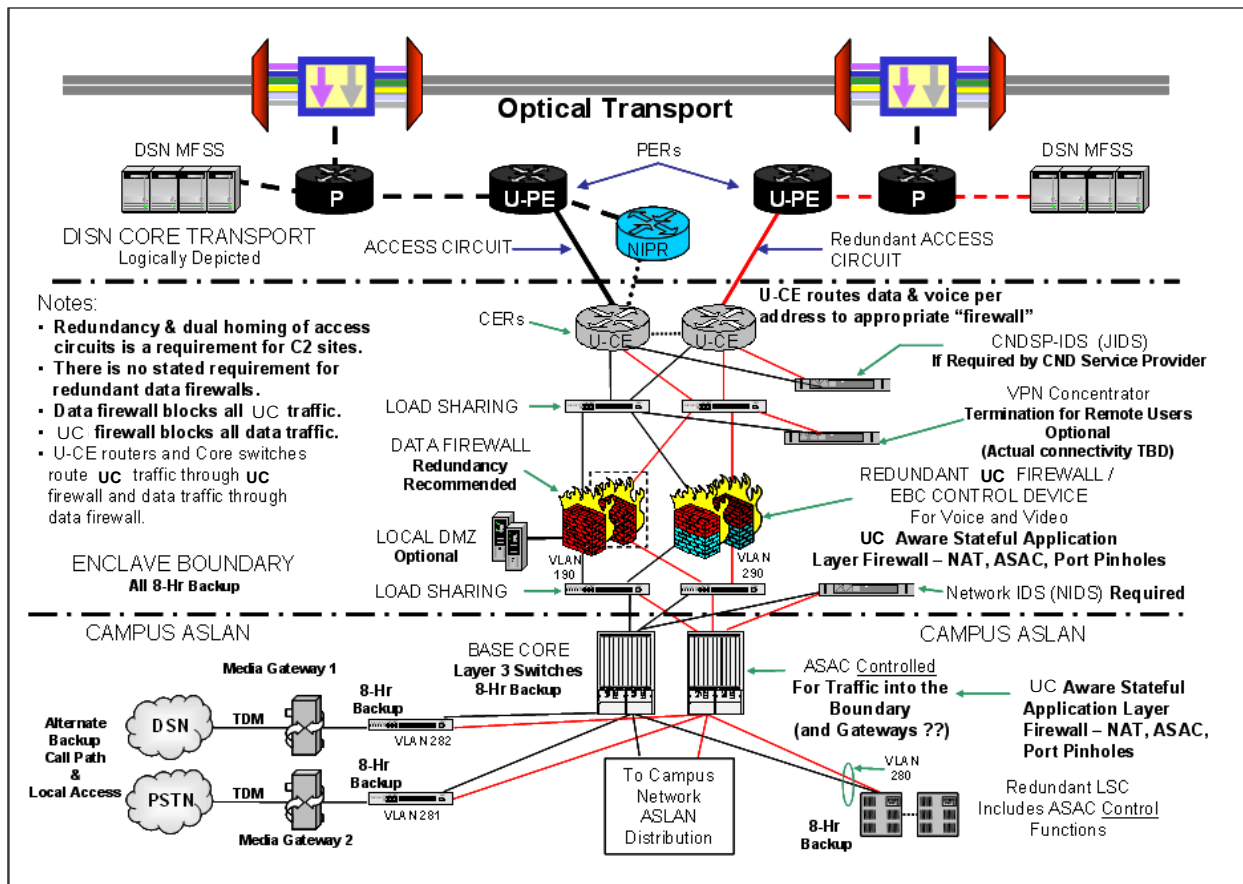 Optical Transport
DSN MFSS
PERs
DSN MFSS
P
U-PE
U-PE
P
NIPR
DISN CORE TRANSPORT
Logically Depicted
ACCESS CIRCUIT
Redundant ACCESS
CIRCUIT
Notes:
• Redundancy & dual homing of access
circuits is a requirement for C2 sites.
• There is no stated requirement for
redundant data firewalls.
• Data firewall blocks all UC traffic.
• UC firewall blocks all data traffic.
• U-CE routers and Core switches
route UC traffic through UC
firewall and data traffic through
data firewall.
CERs
U-CE
U-CE
U-CE routes data & voice per
address to appropriate “firewall”
CNDSP-IDS (JIDS)
If Required by CND Service Provider
LOAD SHARING
VPN Concentrator
Termination for Remote Users
Optional
(Actual connectivity TBD)
DATA FIREWALL
Redundancy
Recommended
REDUNDANT UC FIREWALL /
EBC CONTROL DEVICE
For Voice and Video
UC Aware Stateful Application
Layer Firewall – NAT, ASAC, Port Pinholes
LOCAL DMZ
Optional
VLAN
190
VLAN
290
ENCLAVE BOUNDARY
All 8-Hr Backup
LOAD SHARING
Network IDS (NIDS) Required
CAMPUS ASLAN
CAMPUS ASLAN
BASE CORE
Layer 3 Switches
8-Hr Backup
ASAC Controlled
For Traffic into the
Boundary
(and Gateways ??)
UC Aware Stateful
Application Layer
Firewall – NAT, ASAC,
Port Pinholes
Media Gateway 1
8-Hr
Backup
DSN
TDM
VLAN 282
Alternate
Backup
Call Path
&
Local Access
8-Hr
Backup
PSTN
TDM
VLAN 281
Media Gateway 2
To Campus
Network
ASLAN
Distribution
VLAN
280
8-Hr
Backup
Redundant LSC
Includes ASAC Control
Functions